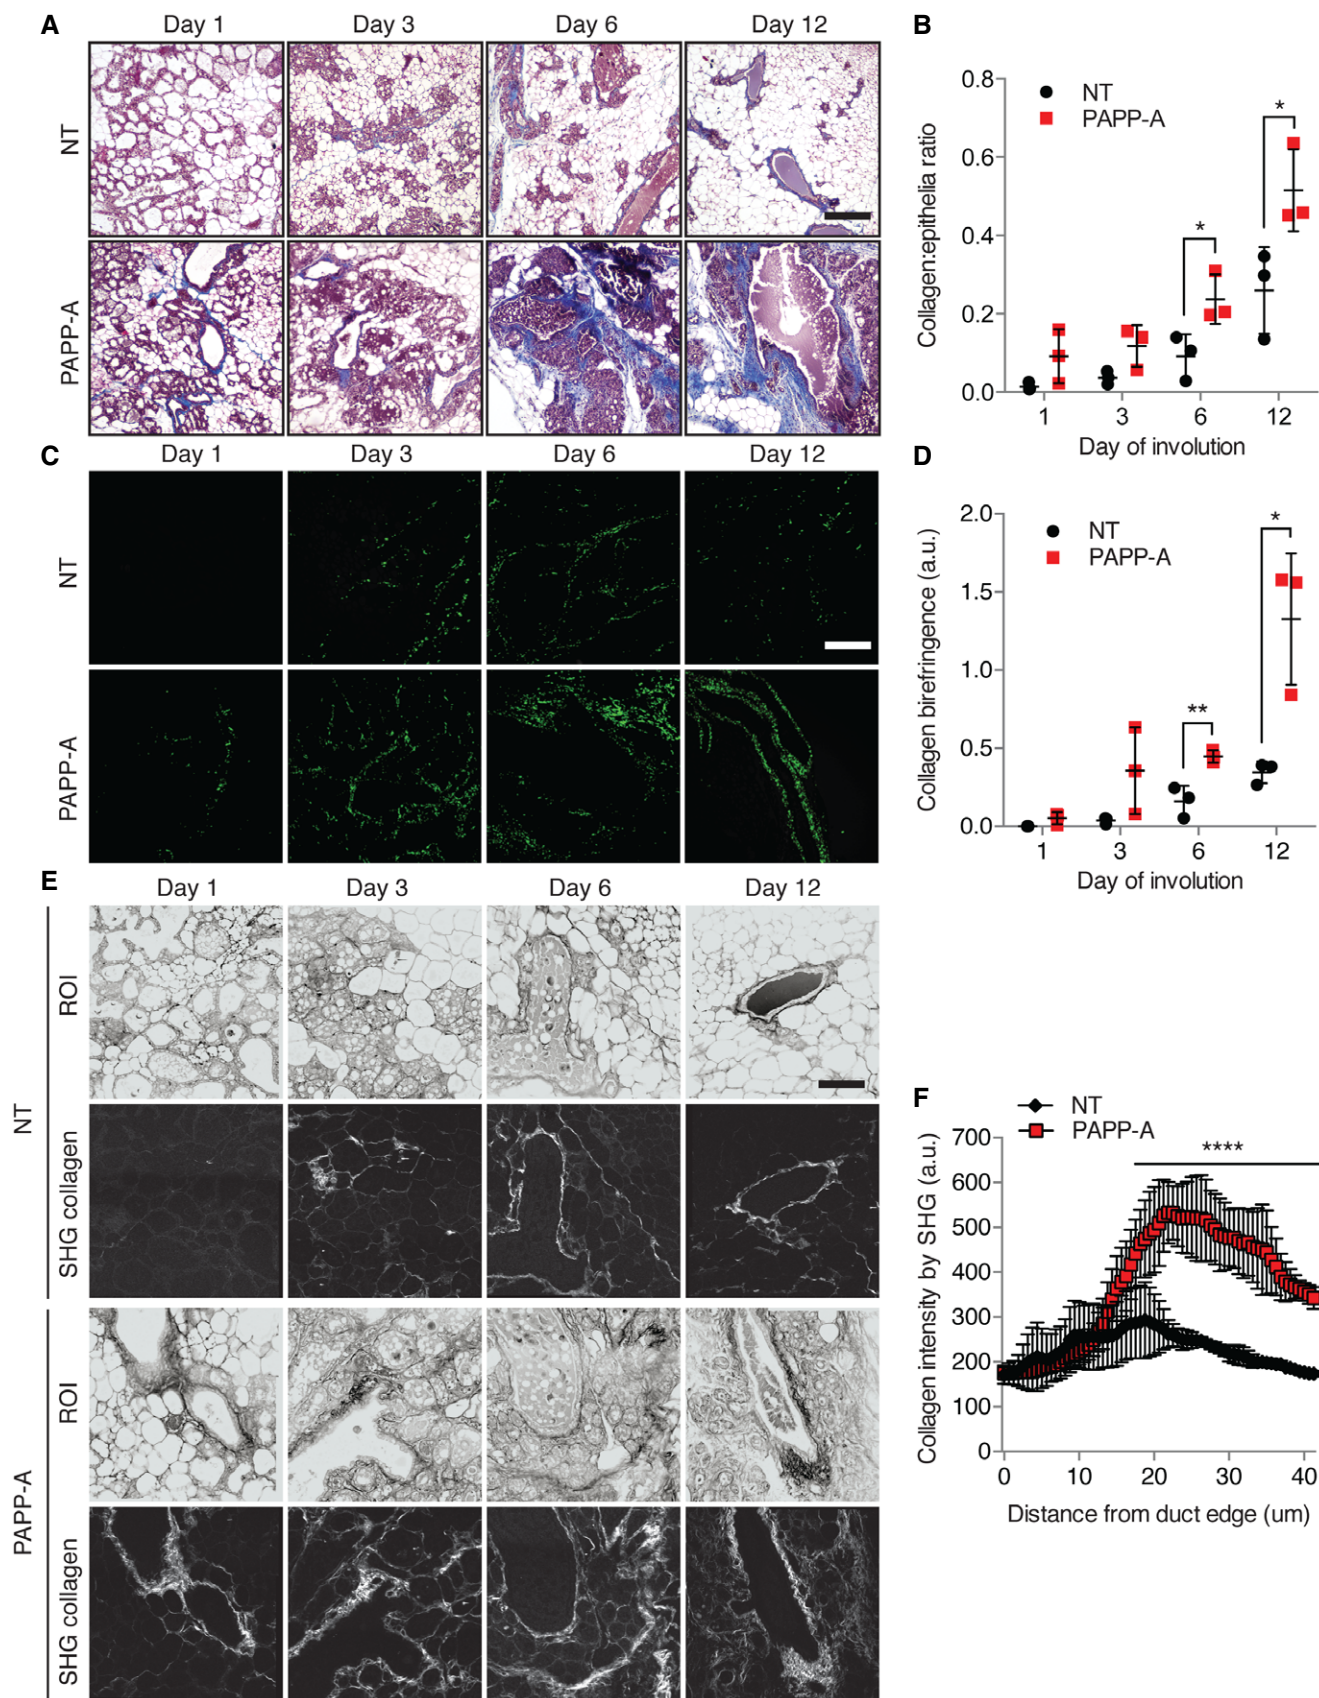 A
Day 1 Day 3 Day 6 Day 12
NT
PAPP-A
B
NT
PAPP-A
Collagen:epithelia ratio
0.8
0.6
0.4
0.2
0.0
* *
1 3 6 12
Day of involution
C
Day 1 Day 3 Day 6 Day 12
NT
PAPP-A
D
NT
PAPP-A
Collagen birefringence (a.u.)
2.0
1.5
1.0
0.5
0.0
** *
1 3 6 12
Day of involution
E
Day 1 Day 3 Day 6 Day 12
NT
ROI
SHG collagen
PAPP-A
ROI
SHG collagen
F
NT
PAPP-A
Collagen intensity by SHG (a.u.)
700
600
500
400
300
200
100
0
****
0 10 20 30 40
Distance from duct edge (um)